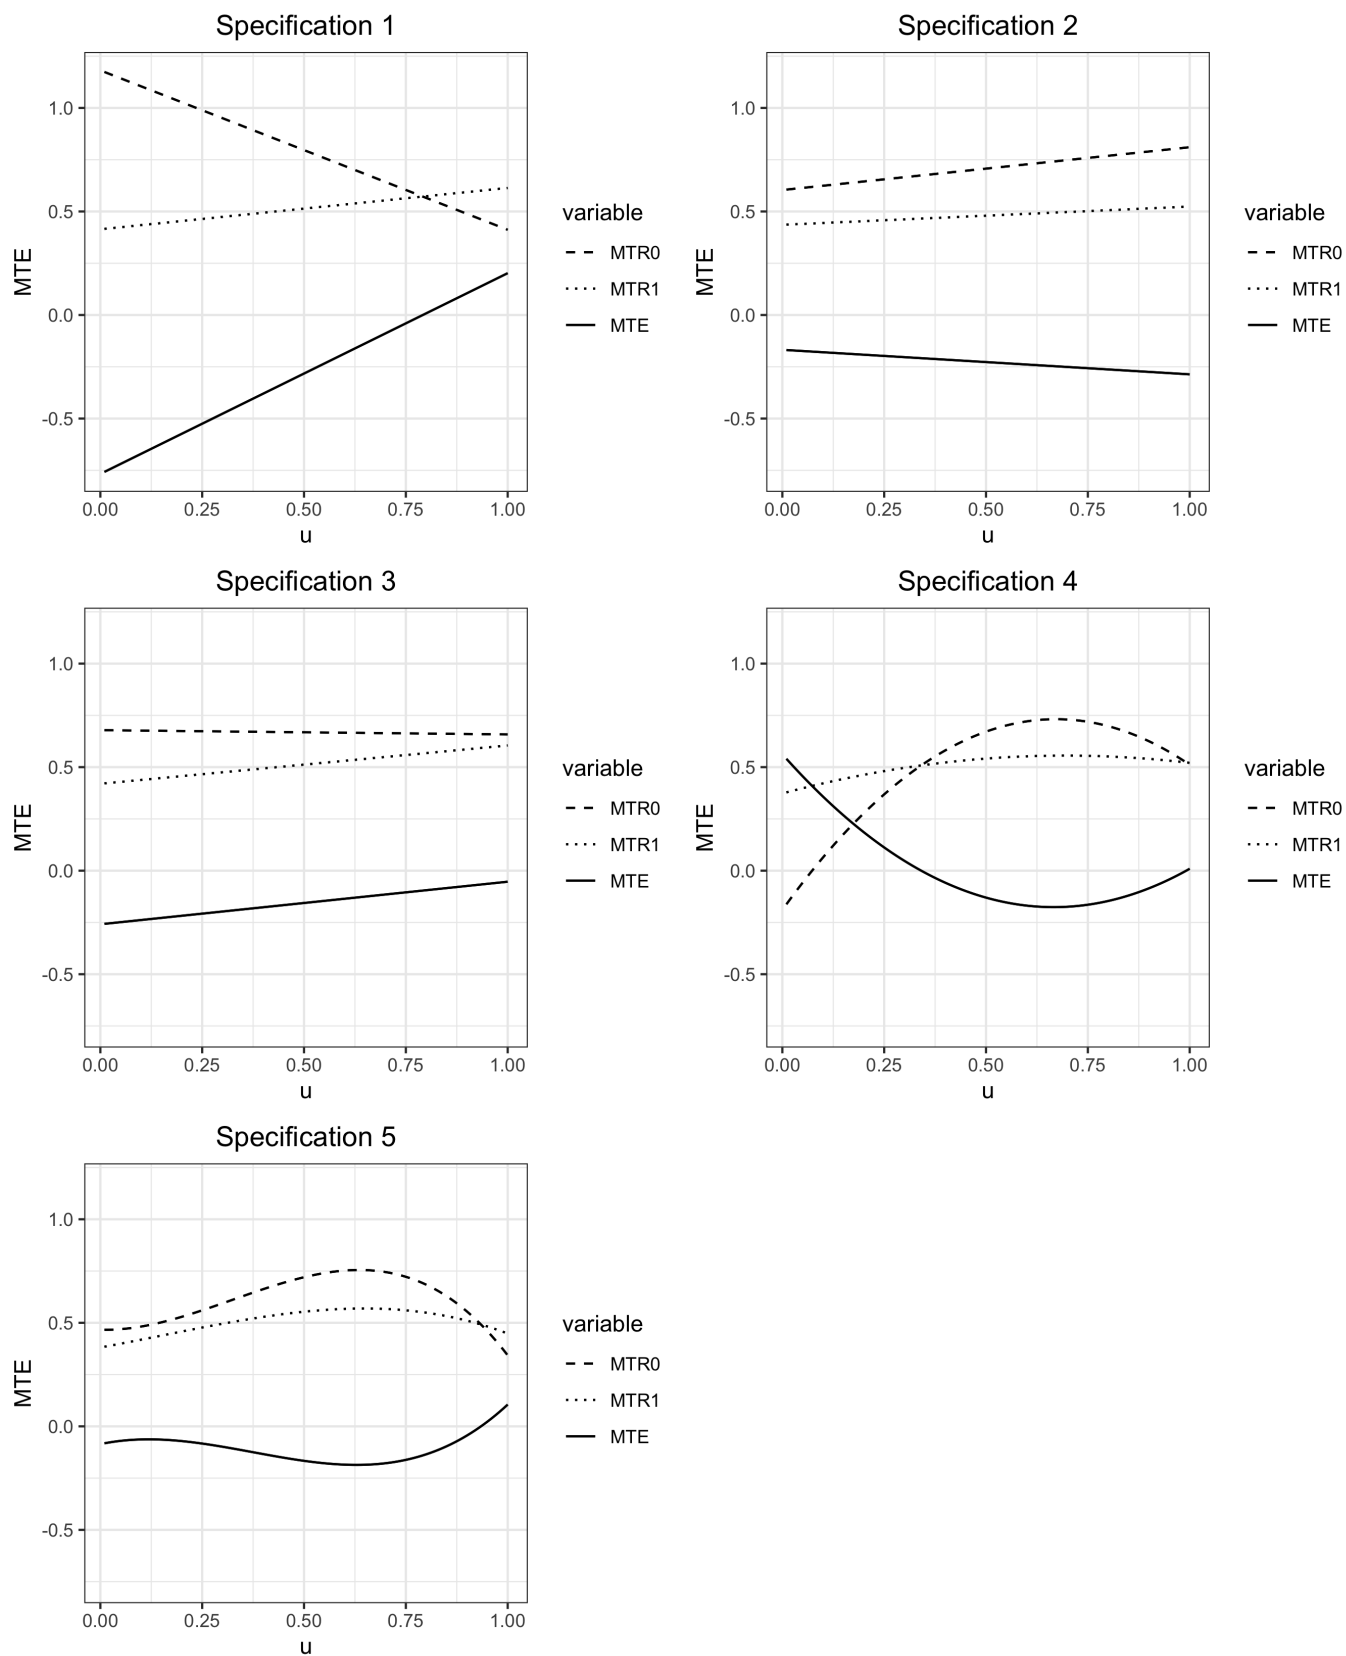 Specification 1
MTE
1.0
0.5
0.0
-0.5
0.00 0.25 0.50 0.75 1.00
u
variable
MTR0
MTR1
MTE
Specification 2
MTE
1.0
0.5
0.0
-0.5
0.00 0.25 0.50 0.75 1.00
u
variable
MTR0
MTR1
MTE
Specification 3
MTE
1.0
0.5
0.0
-0.5
0.00 0.25 0.50 0.75 1.00
u
variable
MTR0
MTR1
MTE
Specification 4
MTE
1.0
0.5
0.0
-0.5
0.00 0.25 0.50 0.75 1.00
u
variable
MTR0
MTR1
MTE
Specification 5
MTE
1.0
0.5
0.0
-0.5
0.00 0.25 0.50 0.75 1.00
u
variable
MTR0
MTR1
MTE